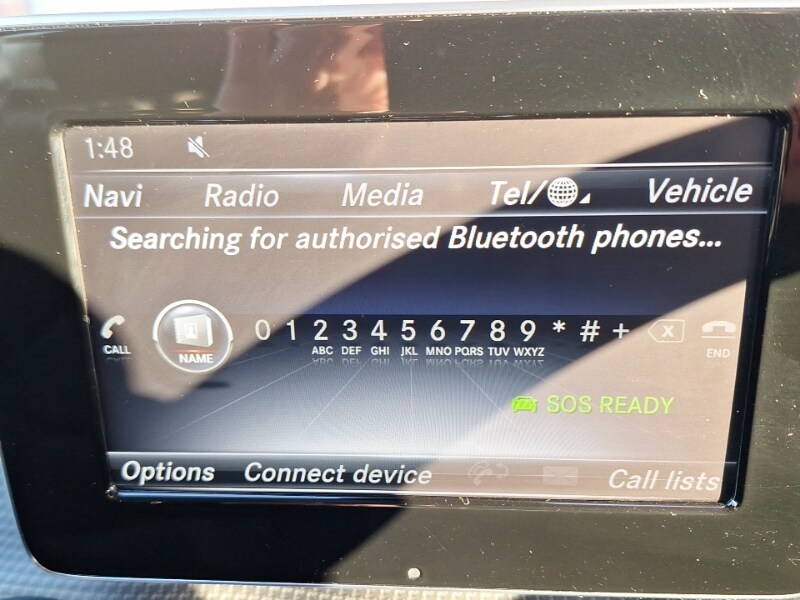 1:48
Navi Radio Media Tel/ Vehicle
Searching for authorised Bluetooth phones...
0 1 2 3 4 5 6 7 8 9 * # +
CALL NAME ABC DEF GHI JKL MNO PQRS TUV WXYZ END
SOS READY
Options Connect device Call lists